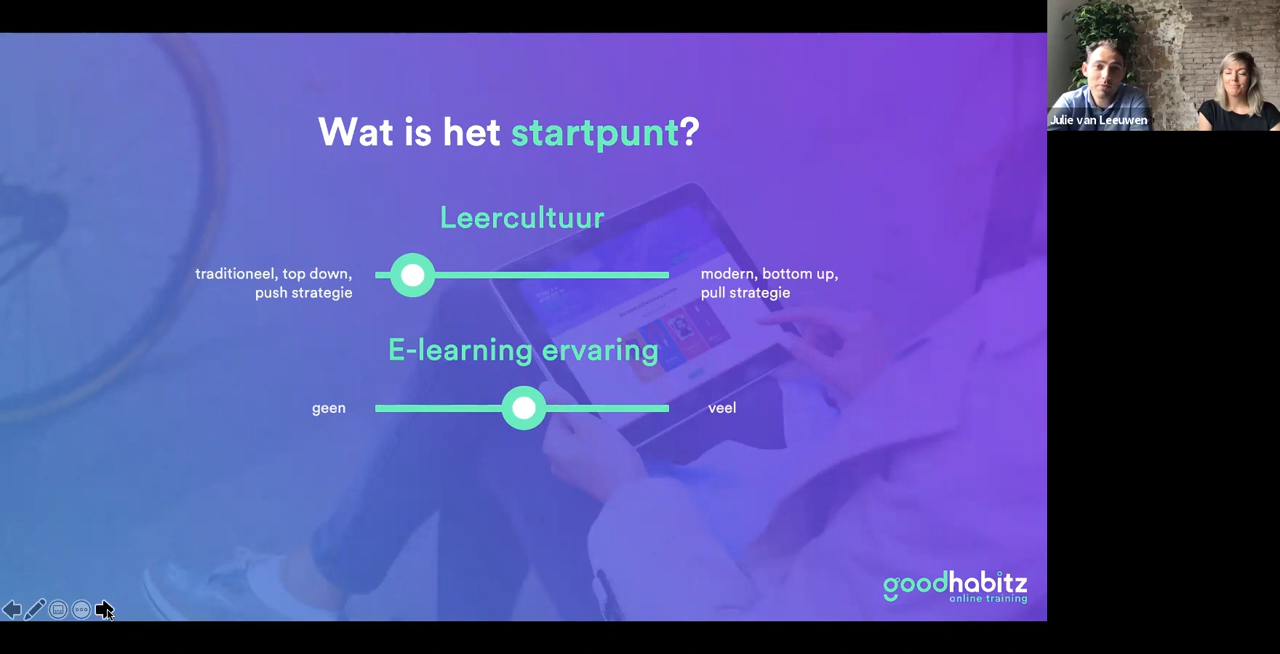 Wat is het startpunt?
Leercultuur
traditioneel, top down,
push strategie
modern, bottom up,
pull strategie
E-learning ervaring
geen
veel
goodhabitz
online training
Julie van Leeuwen